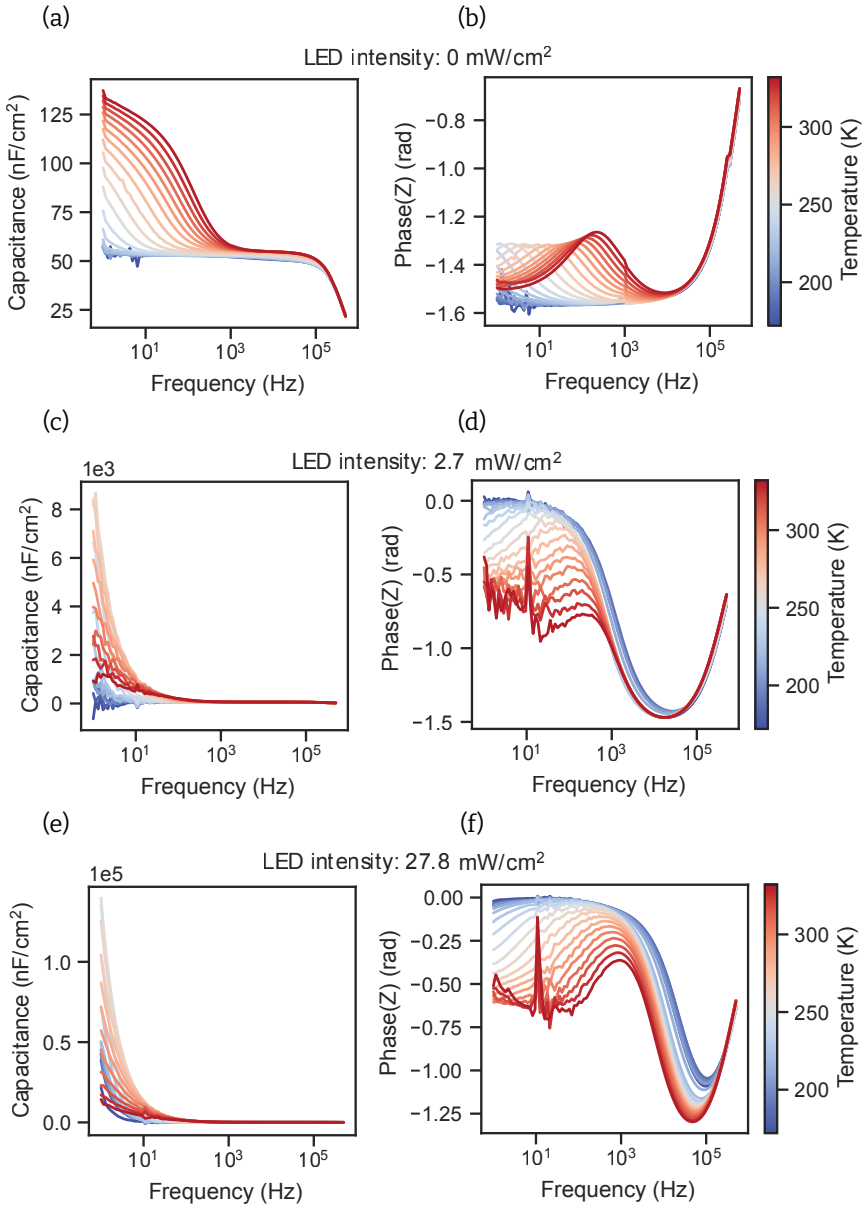 (a) (b)
LED intensity: 0 mW/cm²
125
100
75
50
25
Capacitance (nF/cm²)
10¹ 10³ 10⁵
Frequency (Hz)
−0.8
−1.0
−1.2
−1.4
−1.6
Phase(Z) (rad)
10¹ 10³ 10⁵
Frequency (Hz)
300
250
200
Temperature (K)
(c) (d)
LED intensity: 2.7 mW/cm²
1e3
8
6
4
2
0
Capacitance (nF/cm²)
10¹ 10³ 10⁵
Frequency (Hz)
0.0
−0.5
−1.0
−1.5
Phase(Z) (rad)
10¹ 10³ 10⁵
Frequency (Hz)
300
250
200
Temperature (K)
(e) (f)
LED intensity: 27.8 mW/cm²
1e5
1.0
0.5
0.0
Capacitance (nF/cm²)
10¹ 10³ 10⁵
Frequency (Hz)
0.00
−0.25
−0.50
−0.75
−1.00
−1.25
Phase(Z) (rad)
10¹ 10³ 10⁵
Frequency (Hz)
300
250
200
Temperature (K)